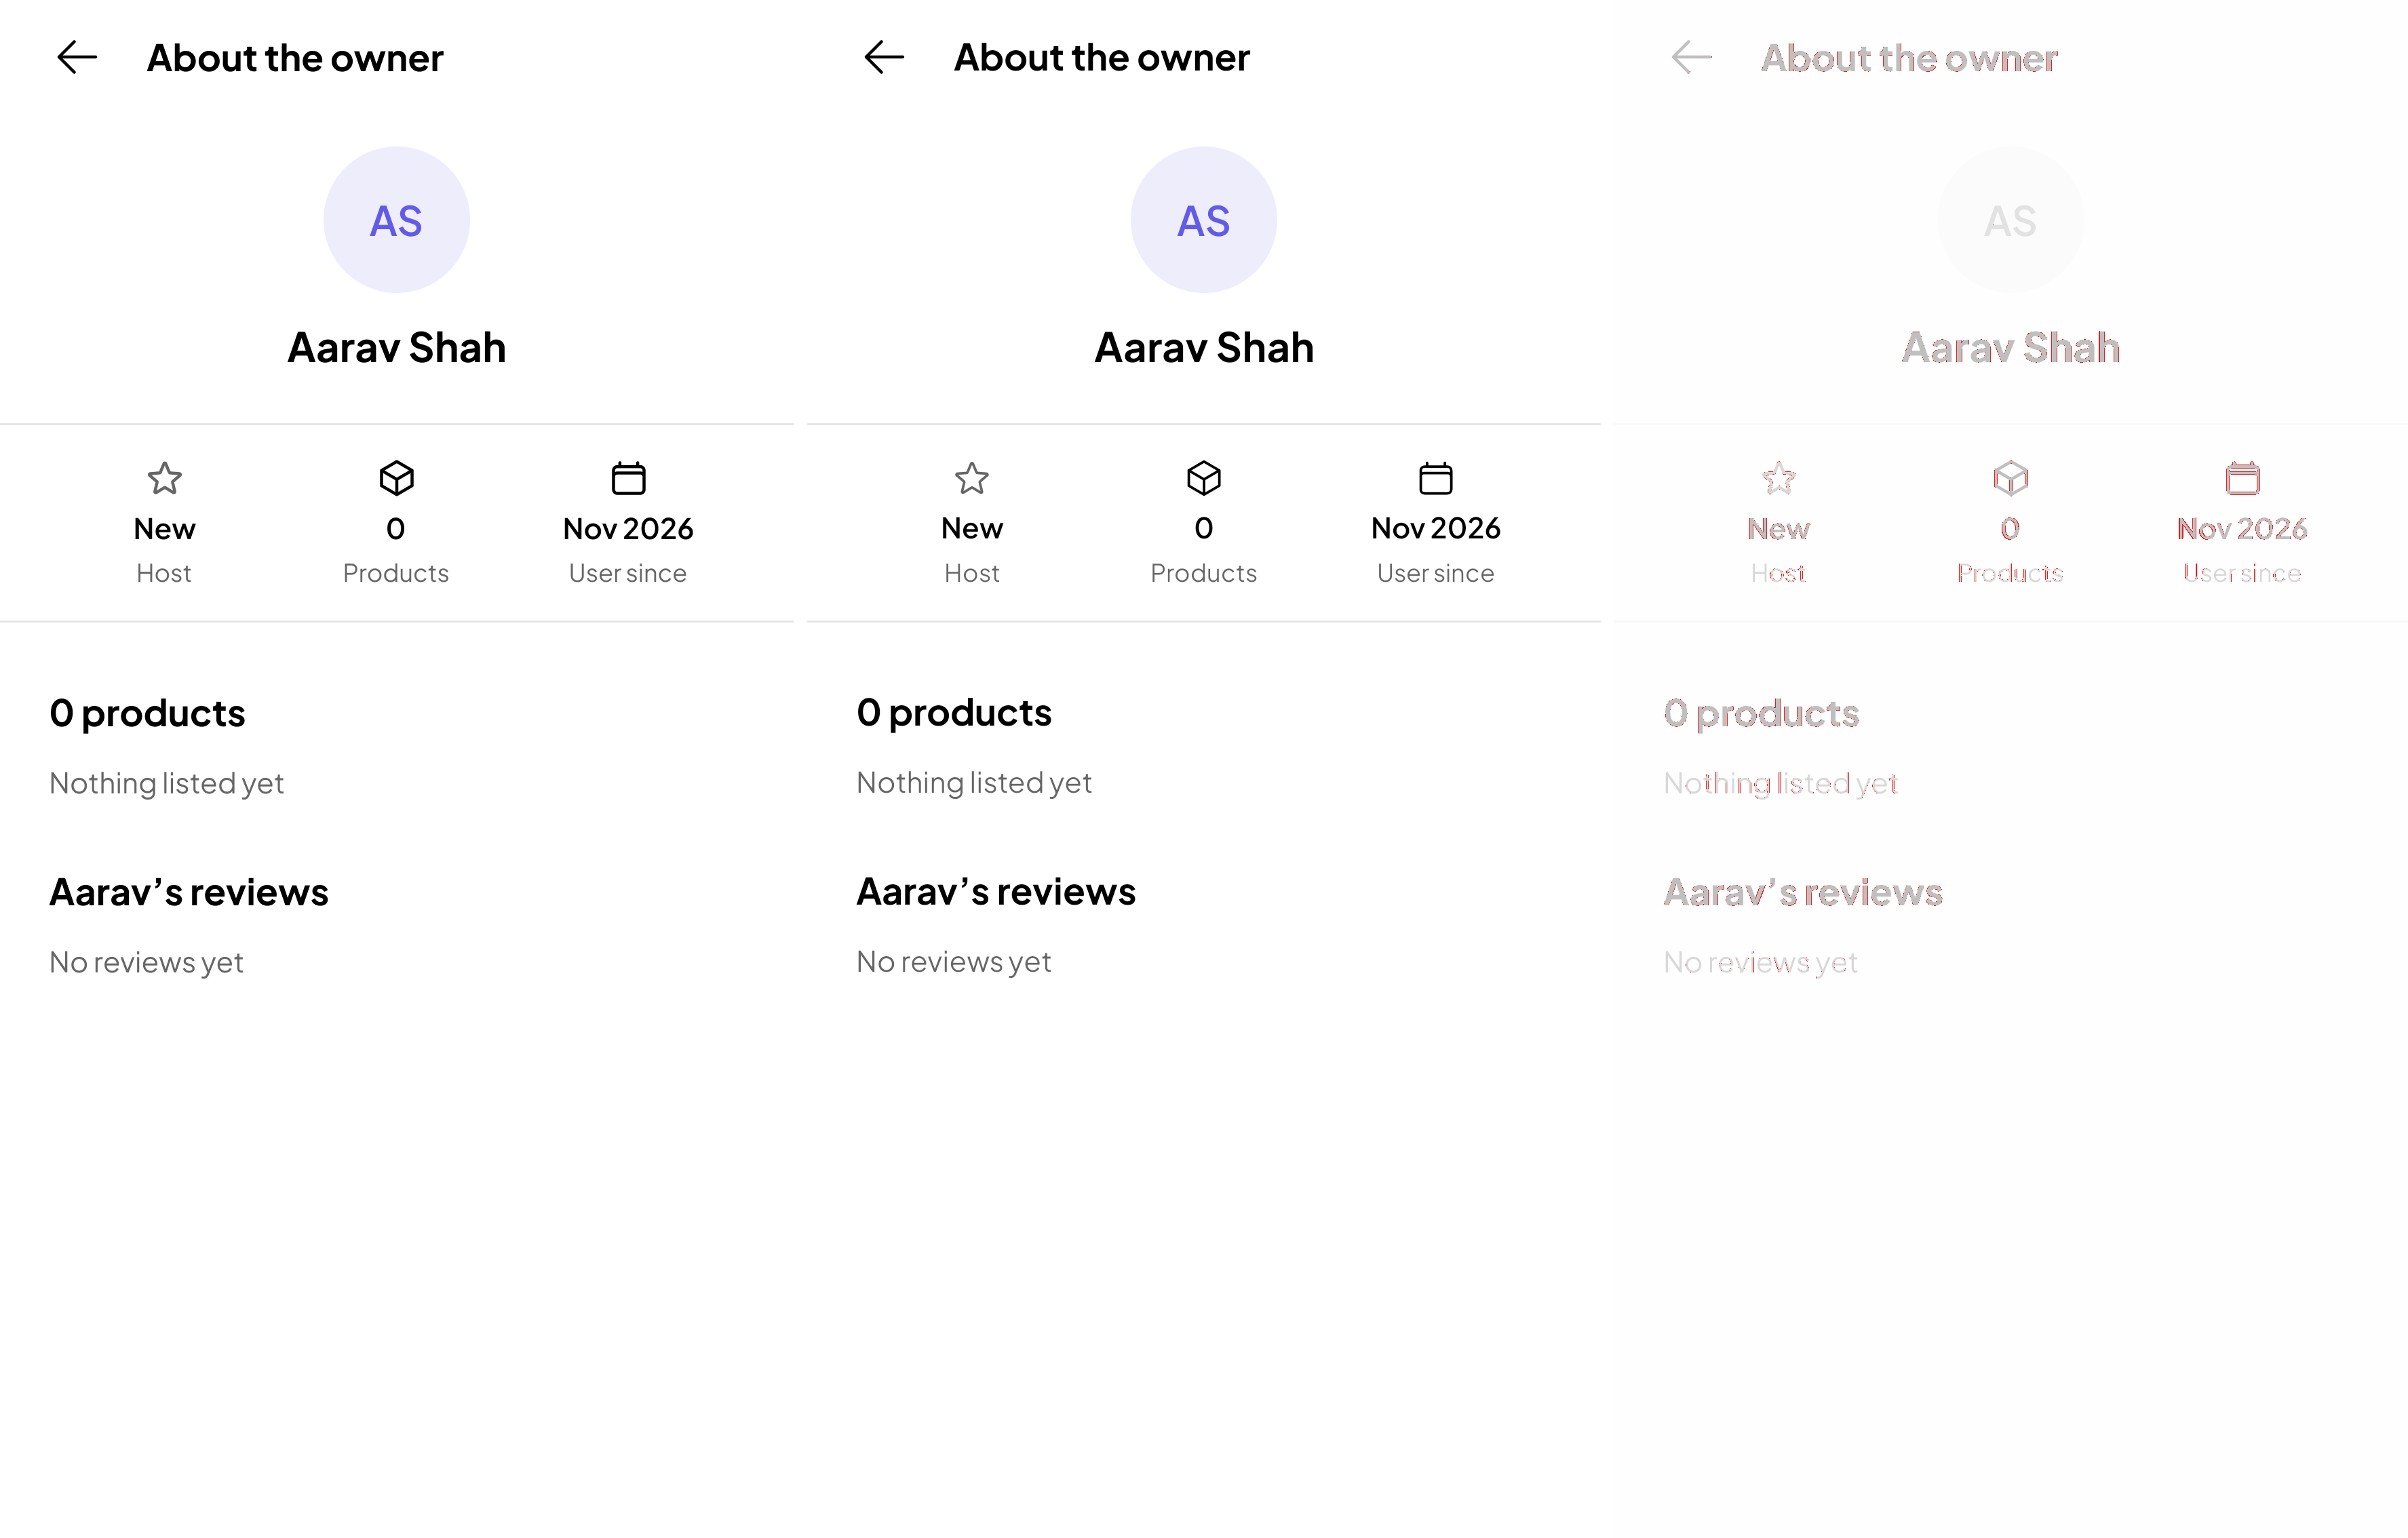 About the owner
AS
Aarav Shah
New
Host
0
Products
Nov 2026
User since
0 products
Nothing listed yet
Aarav’s reviews
No reviews yet
About the owner
AS
Aarav Shah
New
Host
0
Products
Nov 2026
User since
0 products
Nothing listed yet
Aarav’s reviews
No reviews yet
About the owner
AS
Aarav Shah
New
Host
0
Products
Nov 2026
User since
0 products
Nothing listed yet
Aarav’s reviews
No reviews yet